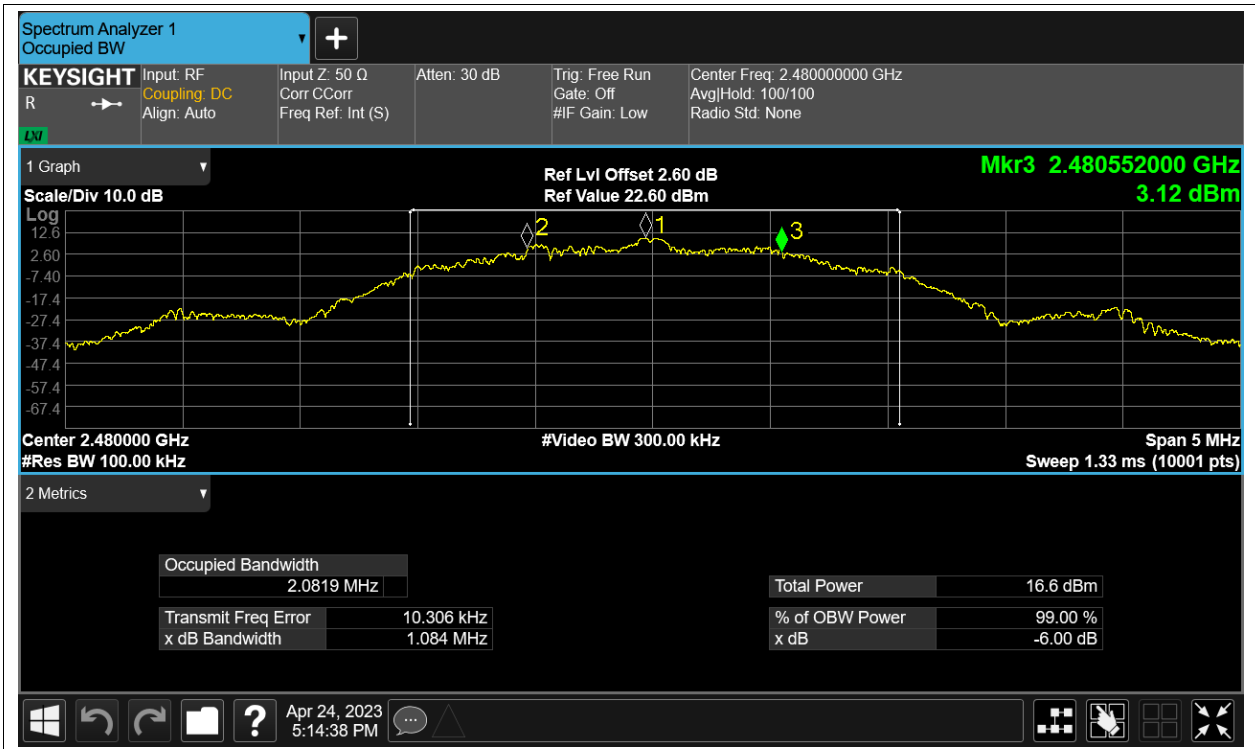 Spectrum Analyzer 1
Occupied BW
KEYSIGHT
R
LXI
Input: RF
Coupling: DC
Align: Auto
Input Z: 50 Ω
Corr CCorr
Freq Ref: Int (S)
Atten: 30 dB
Trig: Free Run
Gate: Off
#IF Gain: Low
Center Freq: 2.480000000 GHz
Avg|Hold: 100/100
Radio Std: None
1 Graph
Scale/Div 10.0 dB
Ref Lvl Offset 2.60 dB
Ref Value 22.60 dBm
Mkr3 2.480552000 GHz
3.12 dBm
Log
12.6
2.60
-7.40
-17.4
-27.4
-37.4
-47.4
-57.4
-67.4
2
1
3
Center 2.480000 GHz
#Res BW 100.00 kHz
#Video BW 300.00 kHz
Span 5 MHz
Sweep 1.33 ms (10001 pts)
2 Metrics
Occupied Bandwidth
2.0819 MHz
Transmit Freq Error 10.306 kHz
x dB Bandwidth 1.084 MHz
Total Power 16.6 dBm
% of OBW Power 99.00 %
x dB -6.00 dB
?
Apr 24, 2023
5:14:38 PM